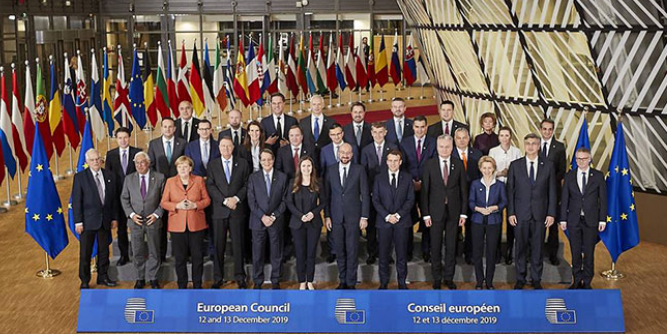 European Council
12 and 13 December 2019
Conseil européen
12 et 13 décembre 2019